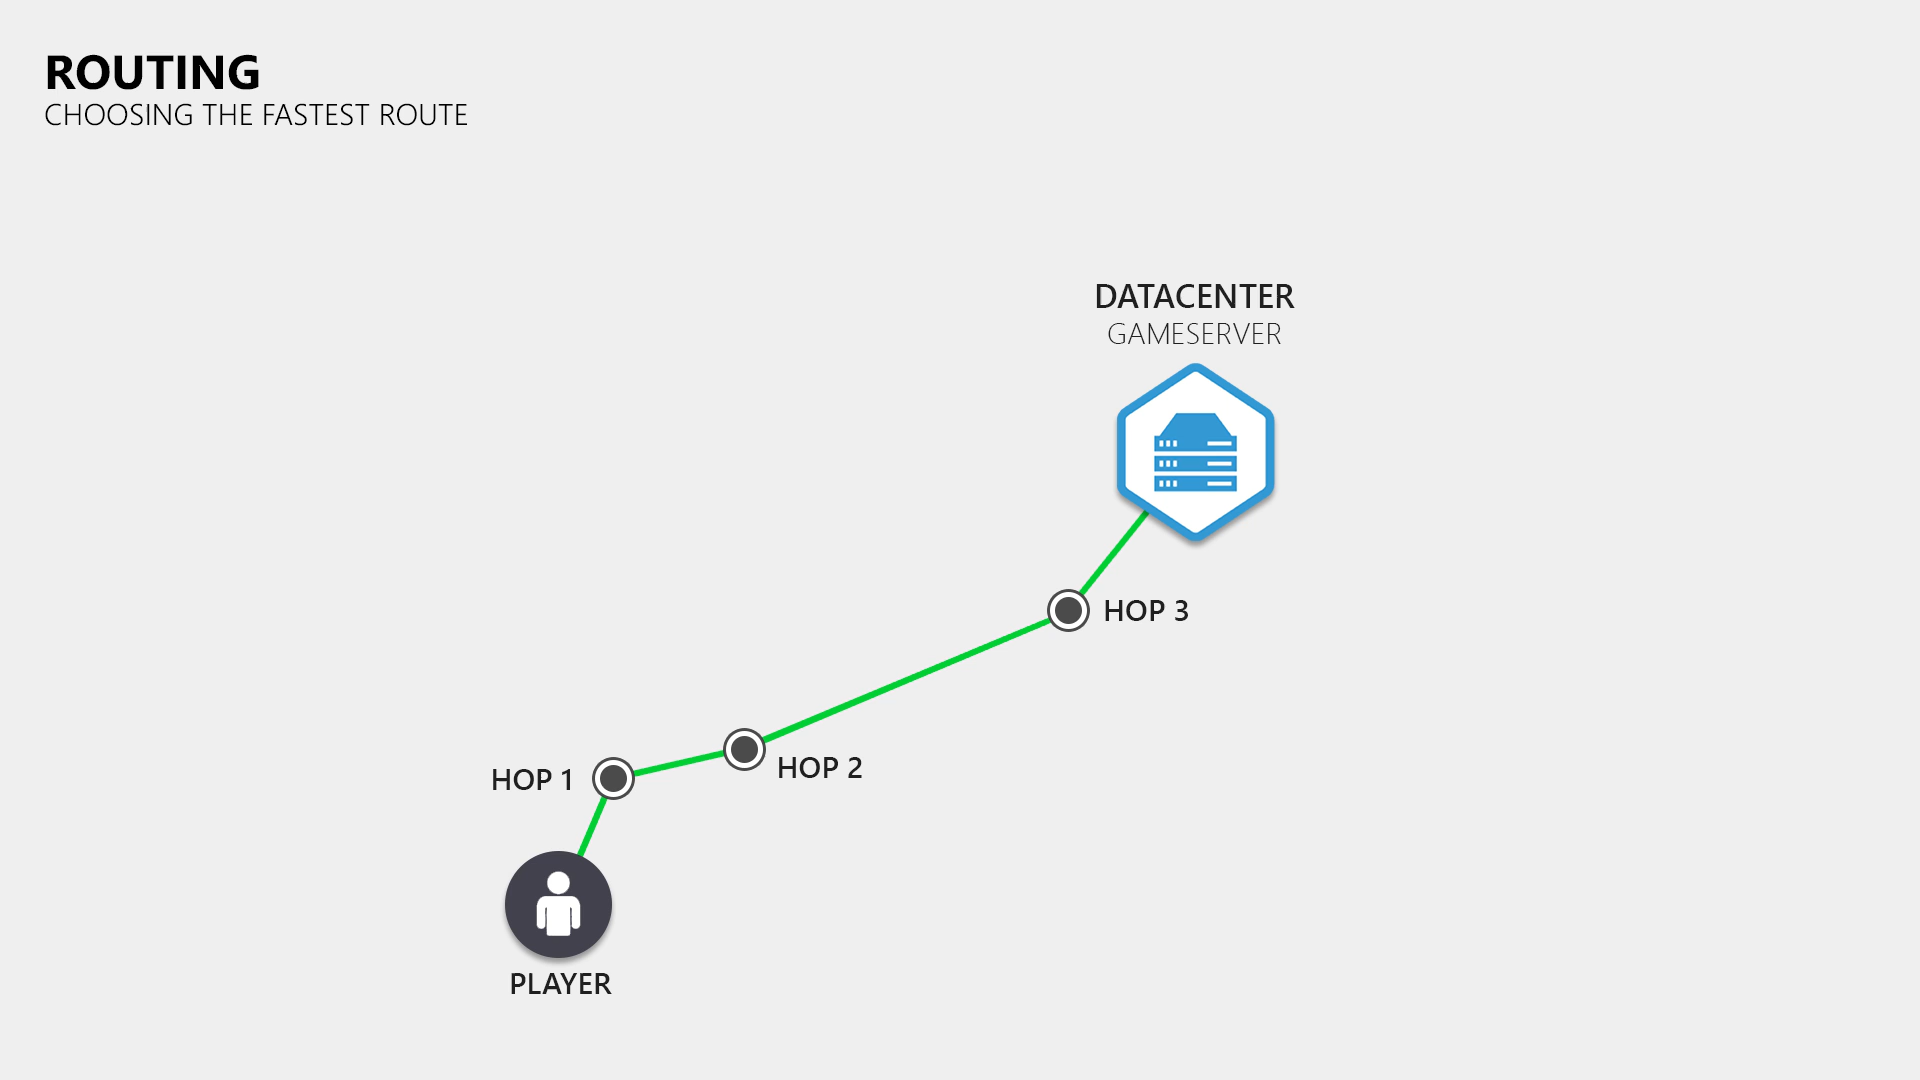 ROUTING
CHOOSING THE FASTEST ROUTE
DATACENTER
GAMESERVER
HOP 3
HOP 2
HOP 1
PLAYER